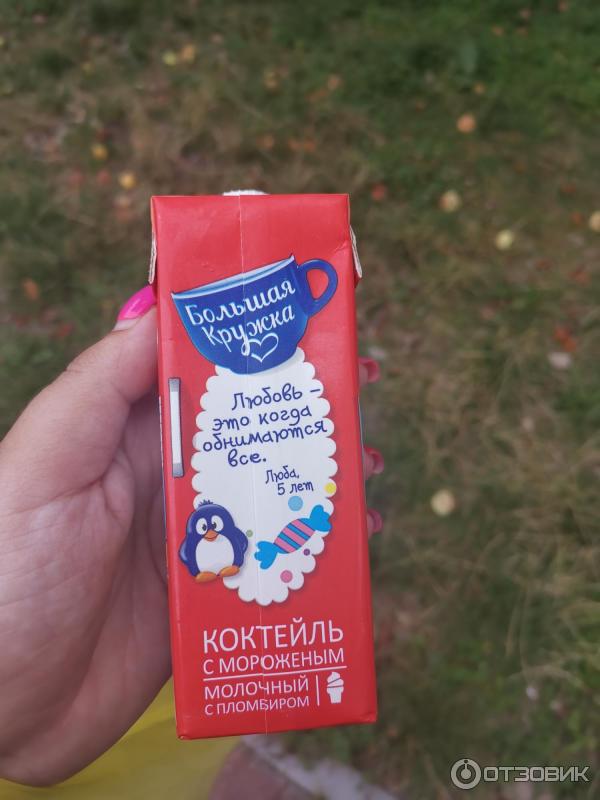 Большая
Кружка
Любовь –
это когда
обнимаются
все.
Люба,
5 лет
КОКТЕЙЛЬ
С МОРОЖЕНЫМ
МОЛОЧНЫЙ
С ПЛОМБИРОМ
ОТЗОВИК